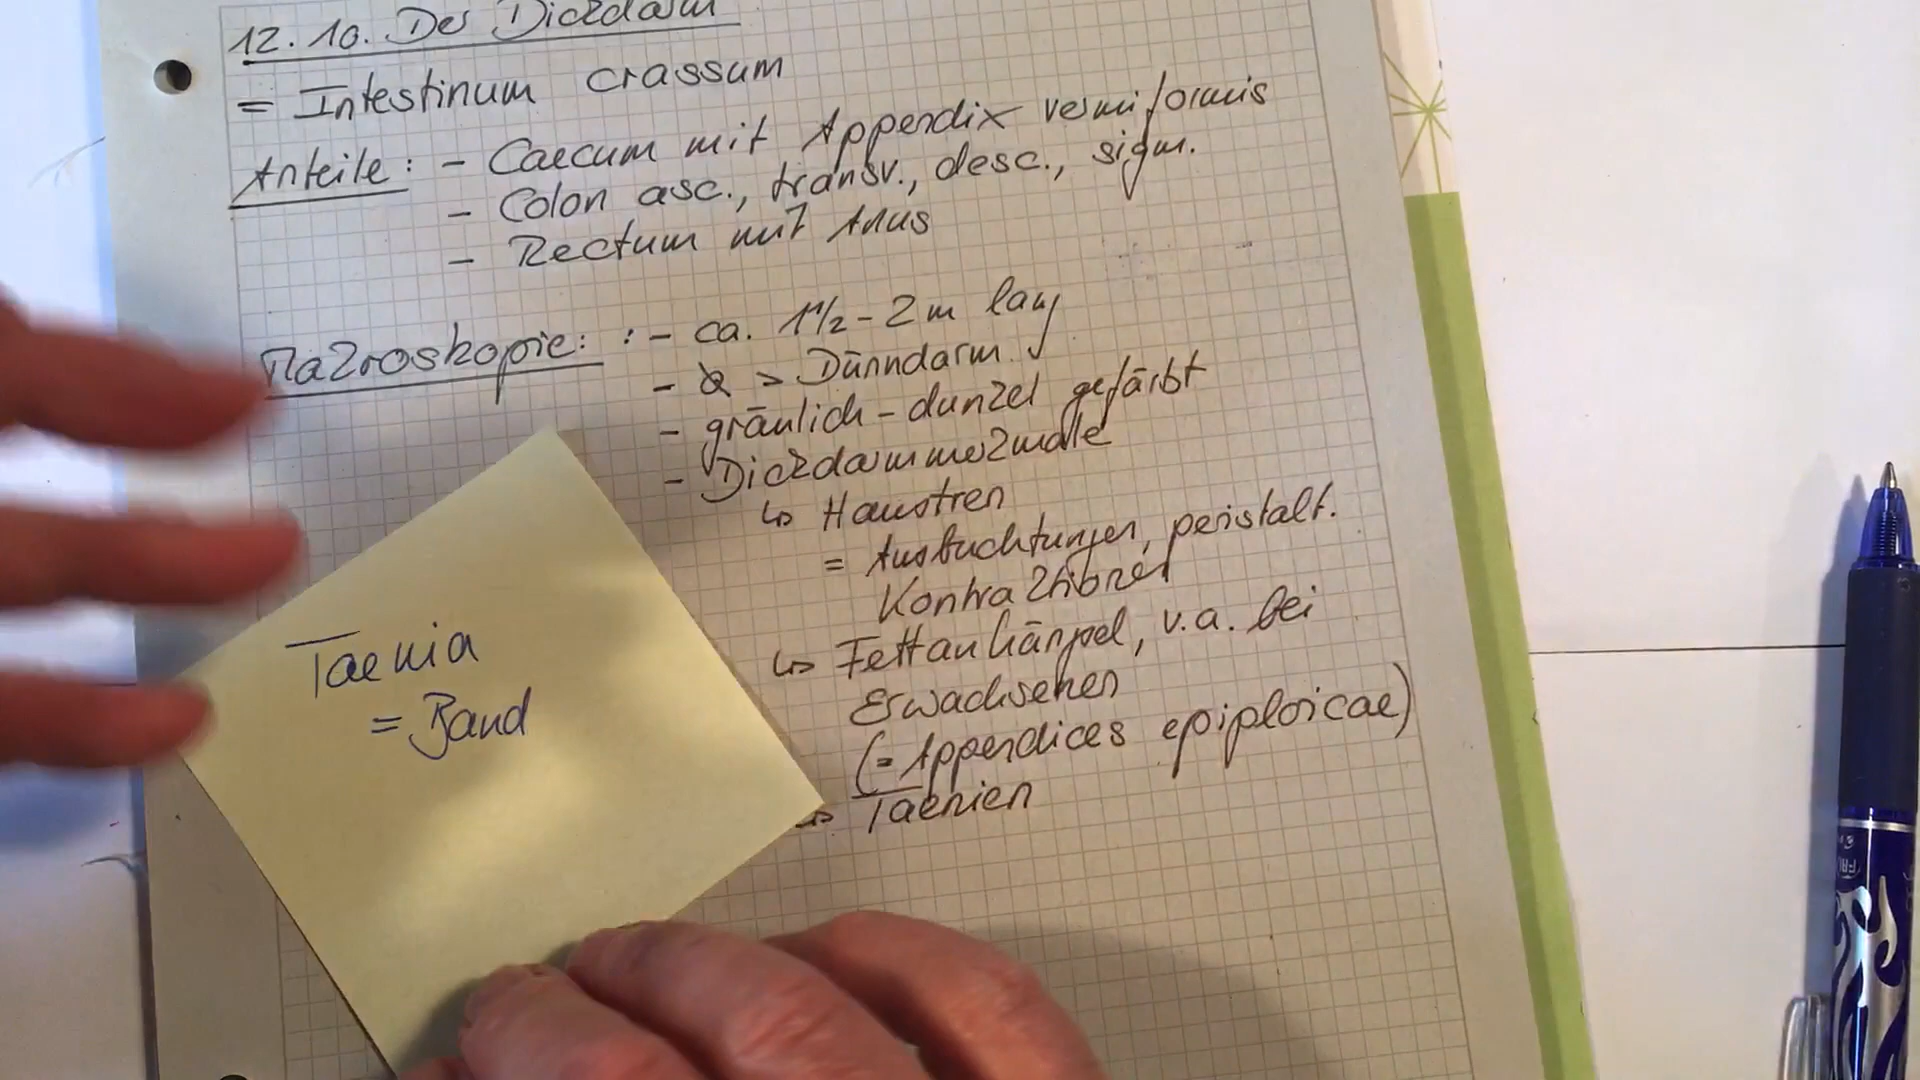 12.10. Der Dickdarm
= Intestinum crassum
Anteile: - Caecum mit Appendix vermiformis
- Colon asc., transv., desc., sigm.
- Rectum mit Anus
Makroskopie: : - ca. 1 1/2 - 2 m lang
- > Dünndarm
- gräulich - dunkel gefärbt
- Dickdarmmerkmale
↳ Haustren
= Ausbuchtungen, peristalt.
Kontraktionen
↳ Fettanhängsel, v.a. bei
Erwachsenen
(= Appendices epiploicae)
↳ Taenien
Taenia
= Band